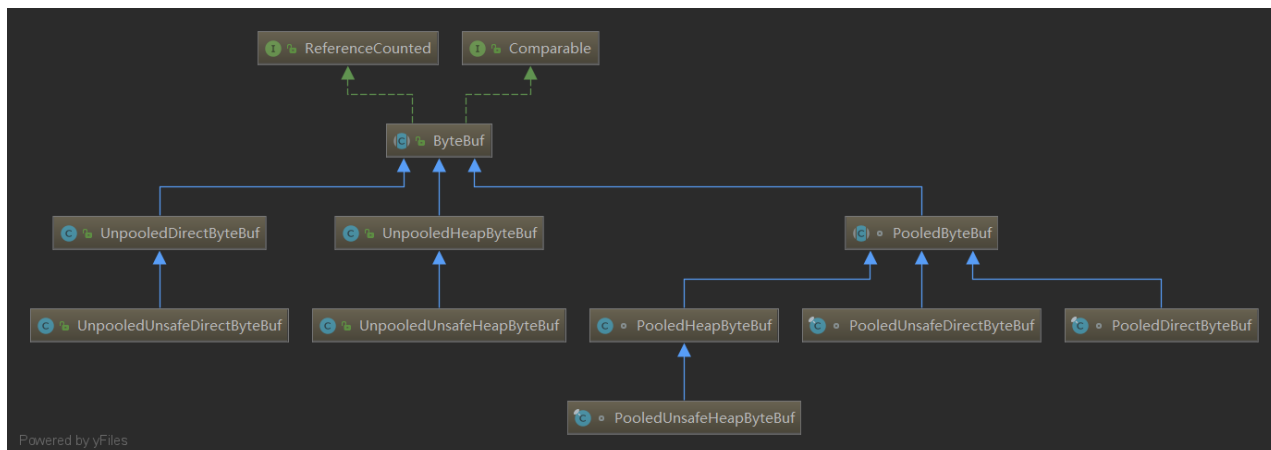 ReferenceCounted
Comparable
ByteBuf
UnpooledDirectByteBuf
UnpooledHeapByteBuf
PooledByteBuf
UnpooledUnsafeDirectByteBuf
UnpooledUnsafeHeapByteBuf
PooledHeapByteBuf
PooledUnsafeDirectByteBuf
PooledDirectByteBuf
PooledUnsafeHeapByteBuf
Powered by yFiles